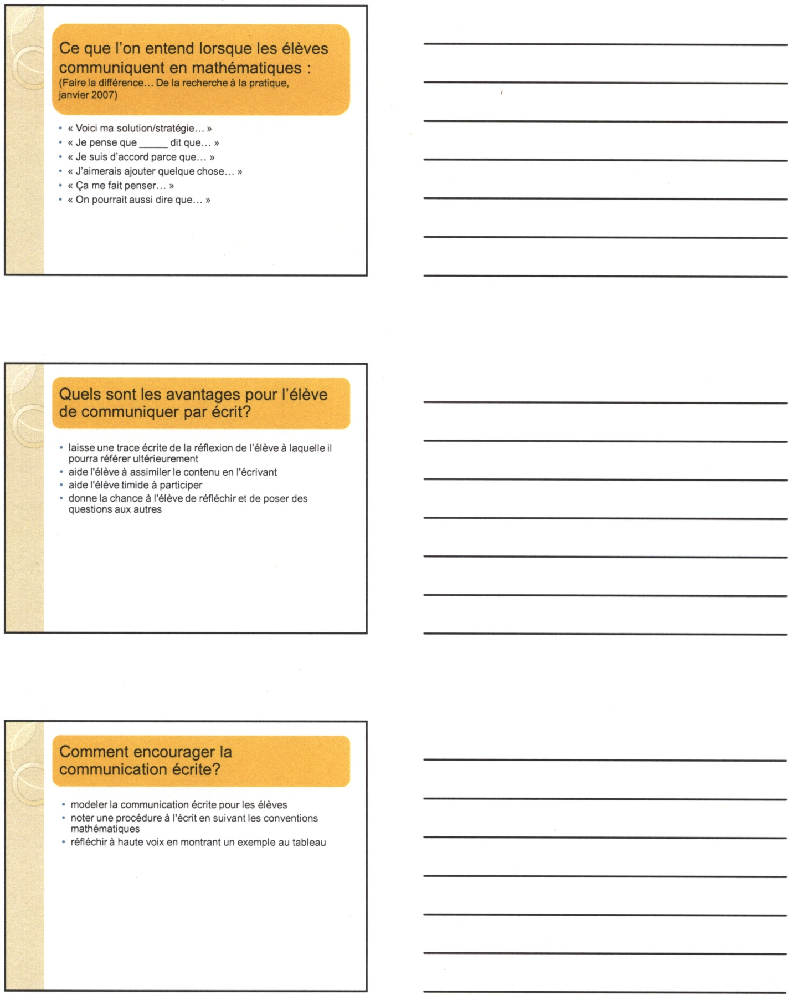 Ce que l'on entend lorsque les élèves
communiquent en mathématiques :
(Faire la différence... De la recherche à la pratique,
janvier 2007)
• « Voici ma solution/stratégie... »
• « Je pense que ______ dit que... »
• « Je suis d'accord parce que... »
• « J'aimerais ajouter quelque chose... »
• « Ça me fait penser... »
• « On pourrait aussi dire que... »
Quels sont les avantages pour l'élève
de communiquer par écrit?
• laisse une trace écrite de la réflexion de l'élève à laquelle il
pourra référer ultérieurement
• aide l'élève à assimiler le contenu en l'écrivant
• aide l'élève timide à participer
• donne la chance à l'élève de réfléchir et de poser des
questions aux autres
Comment encourager la
communication écrite?
• modeler la communication écrite pour les élèves
• noter une procédure à l'écrit en suivant les conventions
mathématiques
• réfléchir à haute voix en montrant un exemple au tableau